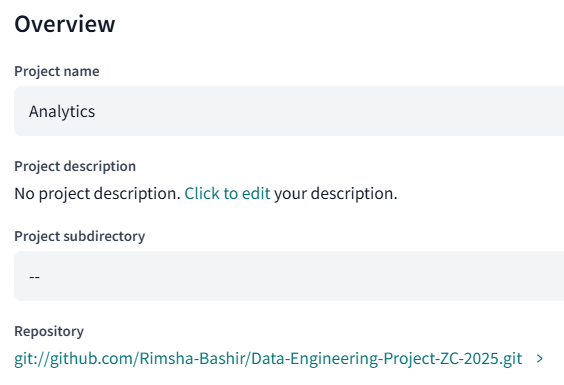 Overview
Project name
Analytics
Project description
No project description. Click to edit your description.
Project subdirectory
--
Repository
git://github.com/Rimsha-Bashir/Data-Engineering-Project-ZC-2025.git >